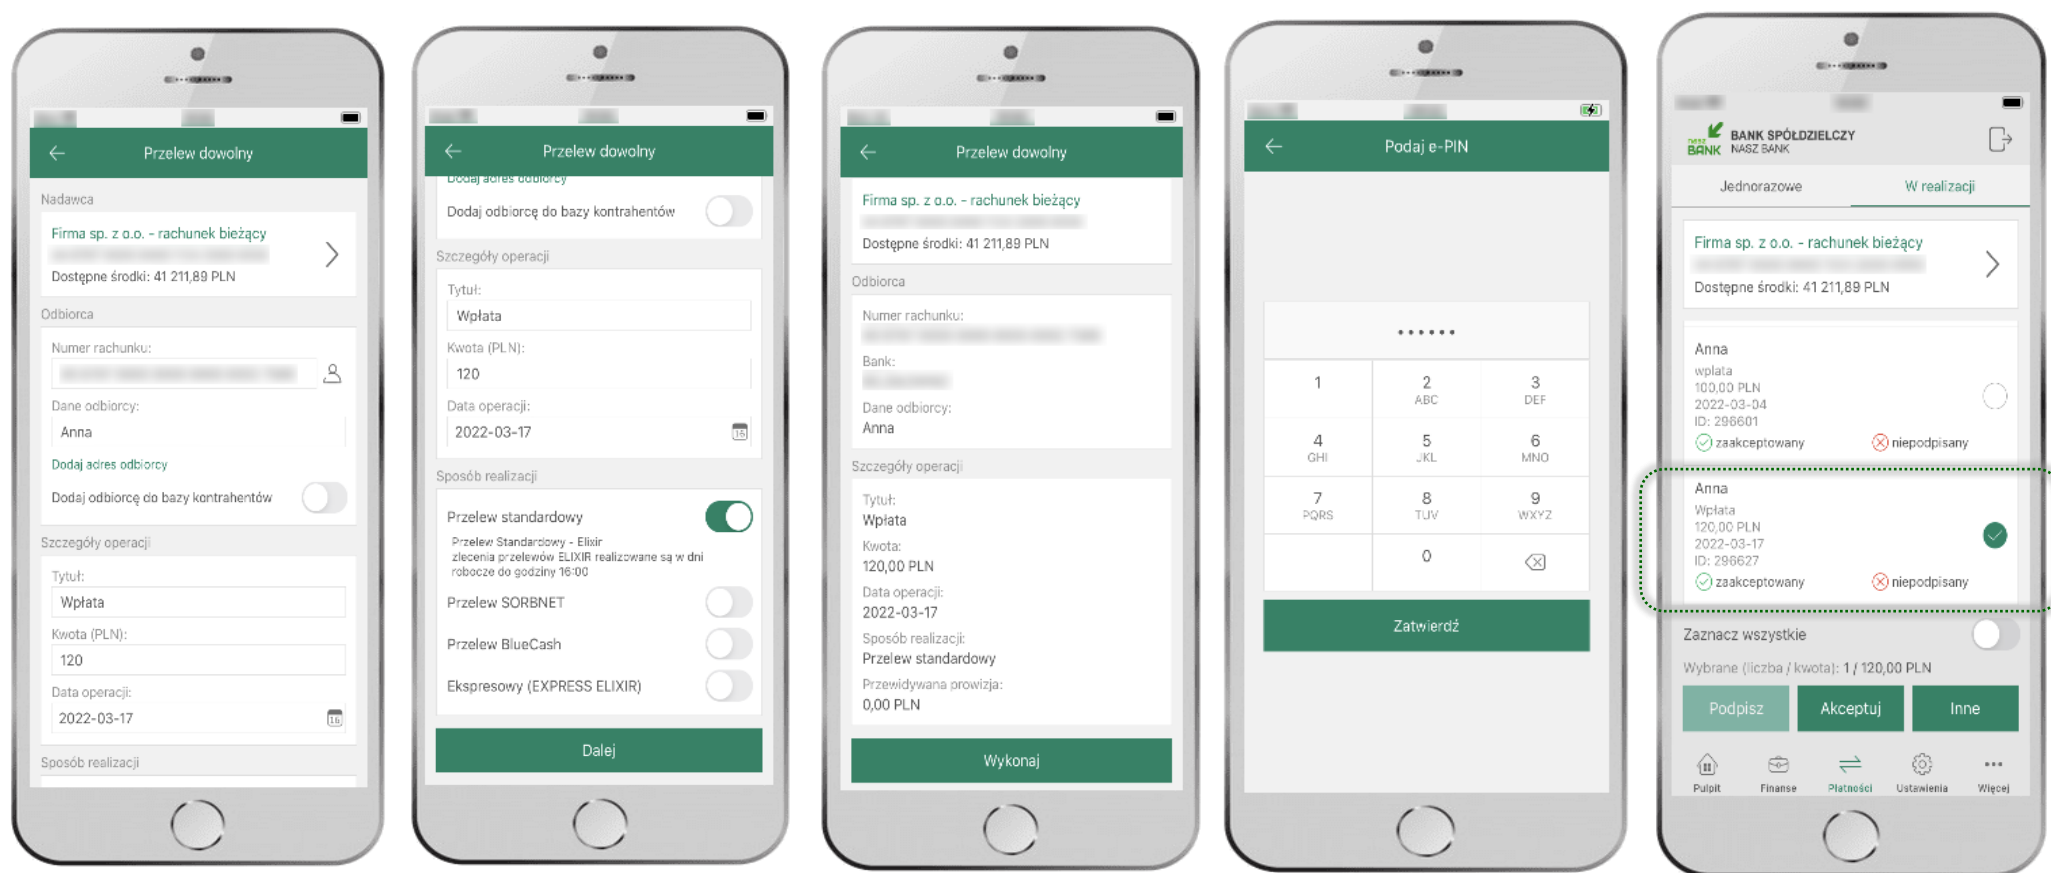 Przelew dowolny
Nadawca
Firma sp. z o.o. - rachunek bieżący
Dostępne środki: 41 211,89 PLN
Odbiorca
Numer rachunku:
Dane odbiorcy:
Anna
Dodaj adres odbiorcy
Dodaj odbiorcę do bazy kontrahentów
Szczegóły operacji
Tytuł:
Wpłata
Kwota (PLN):
120
Data operacji:
2022-03-17
16
Sposób realizacji
Przelew dowolny
Dodaj adres odbiorcy
Dodaj odbiorcę do bazy kontrahentów
Szczegóły operacji
Tytuł:
Wpłata
Kwota (PLN):
120
Data operacji:
2022-03-17
16
Sposób realizacji
Przelew standardowy
Przelew Standardowy - Elixir
zlecenia przelewów ELIXIR realizowane są w dni
robocze do godziny 16:00
Przelew SORBNET
Przelew BlueCash
Ekspresowy (EXPRESS ELIXIR)
Dalej
Przelew dowolny
Firma sp. z o.o. - rachunek bieżący
Dostępne środki: 41 211,89 PLN
Odbiorca
Numer rachunku:
Bank:
Dane odbiorcy:
Anna
Szczegóły operacji
Tytuł:
Wpłata
Kwota:
120,00 PLN
Data operacji:
2022-03-17
Sposób realizacji:
Przelew standardowy
Przewidywana prowizja:
0,00 PLN
Wykonaj
Podaj e-PIN
••••••
1 2 3
ABC DEF
4 5 6
GHI JKL MNO
7 8 9
PQRS TUV WXYZ
0
Zatwierdź
nasz BANK SPÓŁDZIELCZY
BANK NASZ BANK
Jednorazowe W realizacji
Firma sp. z o.o. - rachunek bieżący
Dostępne środki: 41 211,89 PLN
Anna
wplata
100,00 PLN
2022-03-04
ID: 296601
zaakceptowany niepodpisany
Anna
Wpłata
120,00 PLN
2022-03-17
ID: 296627
zaakceptowany niepodpisany
Zaznacz wszystkie
Wybrane (liczba / kwota): 1 / 120,00 PLN
Podpisz Akceptuj Inne
Pulpit Finanse Płatności Ustawienia Więcej